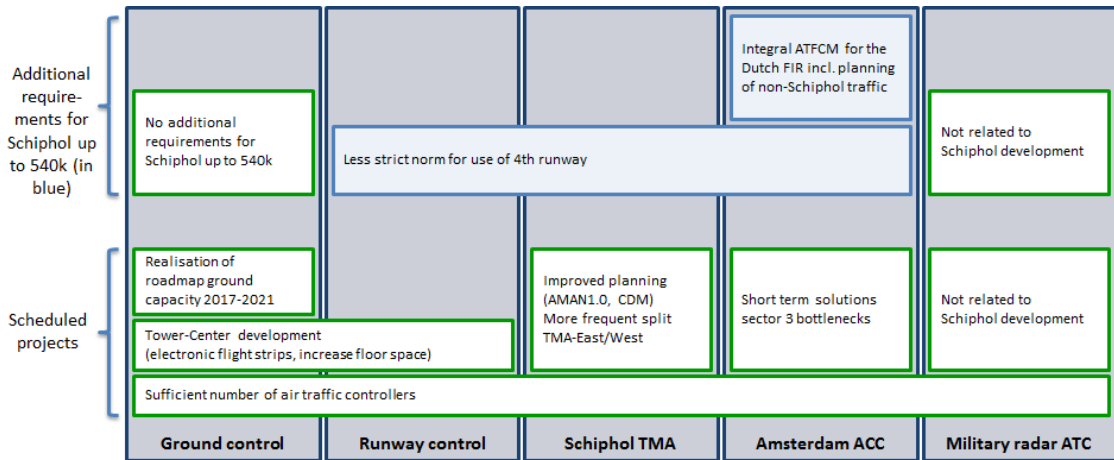 Additional
require-
ments for
Schiphol up
to 540k (in
blue)
Integral ATFCM for the
Dutch FIR incl. planning
of non-Schiphol traffic
No additional
requirements for
Schiphol up to 540k
Less strict norm for use of 4th runway
Not related to
Schiphol development
Scheduled
projects
Realisation of
roadmap ground
capacity 2017-2021
Tower-Center development
(electronic flight strips, increase floor space)
Improved planning
(AMAN1.0, CDM)
More frequent split
TMA-East/West
Short term solutions
sector 3 bottlenecks
Not related to
Schiphol development
Sufficient number of air traffic controllers
Ground control
Runway control
Schiphol TMA
Amsterdam ACC
Military radar ATC